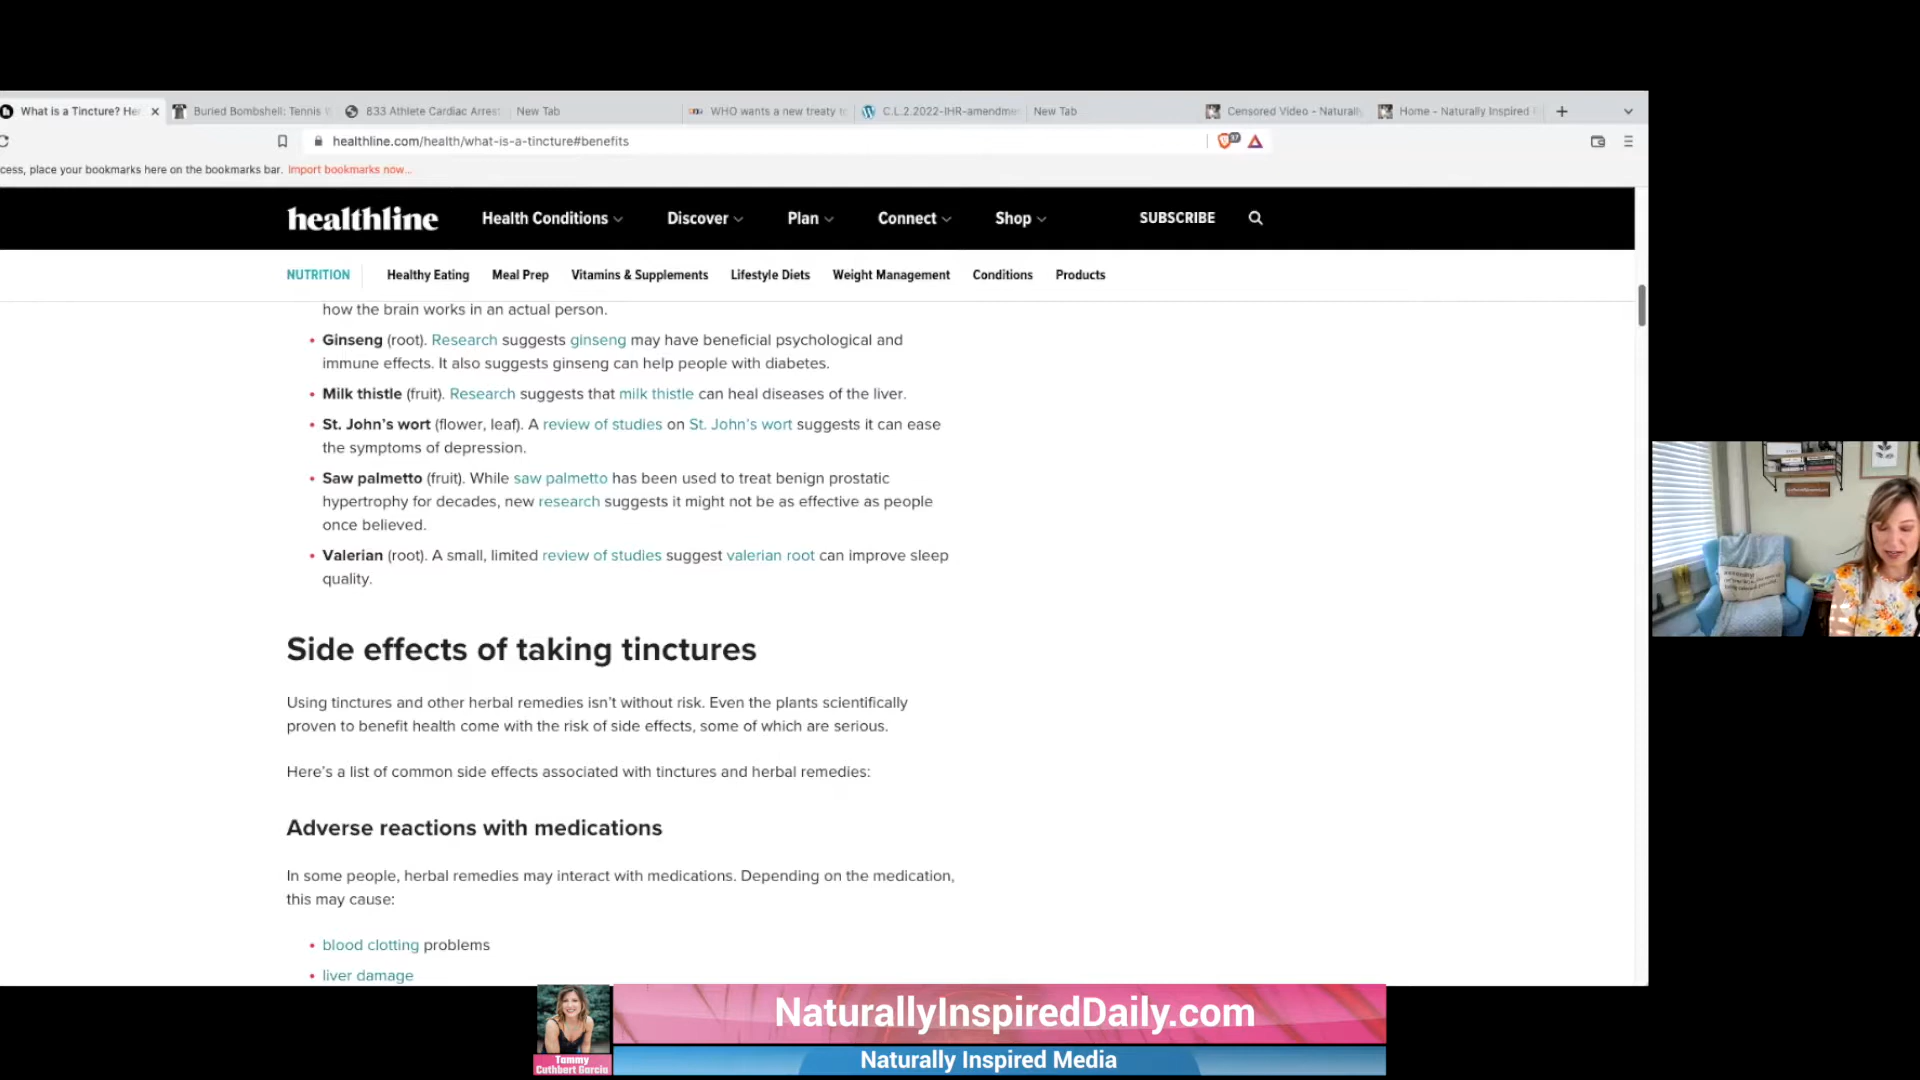 What is a Tincture? He
Buried Bombshell: Tennis
833 Athlete Cardiac Arres
New Tab
WHO wants a new treaty to
C.L.2.2022-IHR-amendme
New Tab
Censored Video - Naturally
Home - Naturally Inspired
healthline.com/health/what-is-a-tincture#benefits
37
cess, place your bookmarks here on the bookmarks bar. Import bookmarks now...
healthline
Health Conditions
Discover
Plan
Connect
Shop
SUBSCRIBE
NUTRITION
Healthy Eating
Meal Prep
Vitamins & Supplements
Lifestyle Diets
Weight Management
Conditions
Products
how the brain works in an actual person.
• Ginseng (root). Research suggests ginseng may have beneficial psychological and
immune effects. It also suggests ginseng can help people with diabetes.
• Milk thistle (fruit). Research suggests that milk thistle can heal diseases of the liver.
• St. John’s wort (flower, leaf). A review of studies on St. John’s wort suggests it can ease
the symptoms of depression.
• Saw palmetto (fruit). While saw palmetto has been used to treat benign prostatic
hypertrophy for decades, new research suggests it might not be as effective as people
once believed.
• Valerian (root). A small, limited review of studies suggest valerian root can improve sleep
quality.
Side effects of taking tinctures
Using tinctures and other herbal remedies isn’t without risk. Even the plants scientifically
proven to benefit health come with the risk of side effects, some of which are serious.
Here’s a list of common side effects associated with tinctures and herbal remedies:
Adverse reactions with medications
In some people, herbal remedies may interact with medications. Depending on the medication,
this may cause:
• blood clotting problems
• liver damage
NaturallyInspiredDaily.com
Naturally Inspired Media
Tammy
Cuthbert Garcia